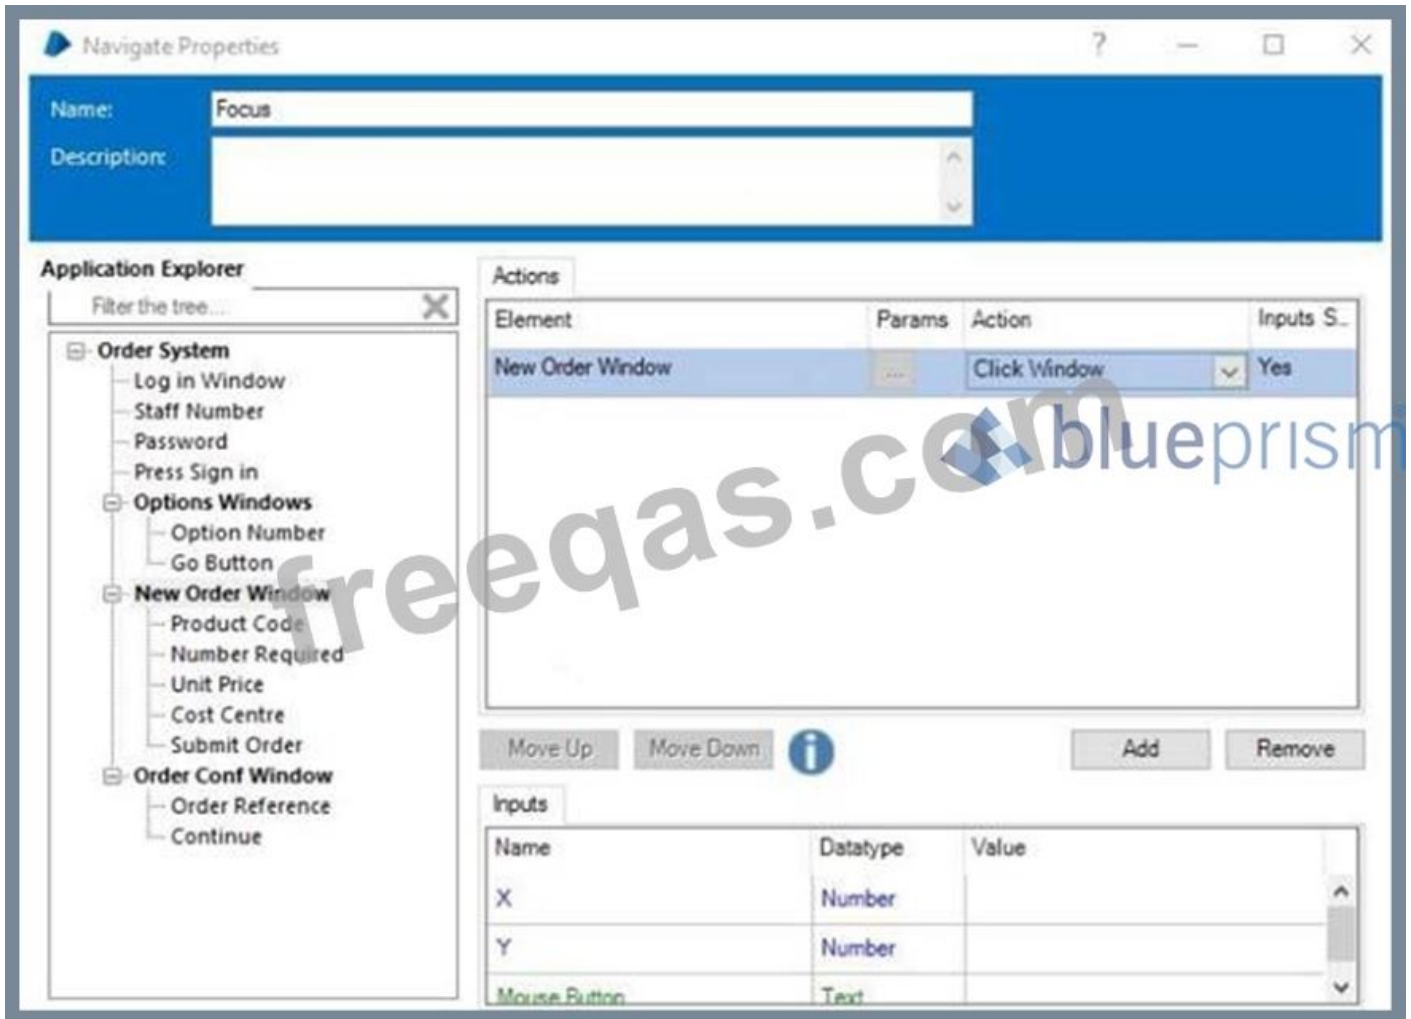 Navigate Properties
?
Name:
Focus
Description:
Application Explorer
Filter the tree...
Order System
Log in Window
Staff Number
Password
Press Sign in
Options Windows
Option Number
Go Button
New Order Window
Product Code
Number Required
Unit Price
Cost Centre
Submit Order
Order Conf Window
Order Reference
Continue
Actions
Element Params Action Inputs S...
New Order Window ... Click Window Yes
blueprism
freeqas.com
Move Up Move Down i Add Remove
Inputs
Name Datatype Value
X Number
Y Number
Mouse Button Text